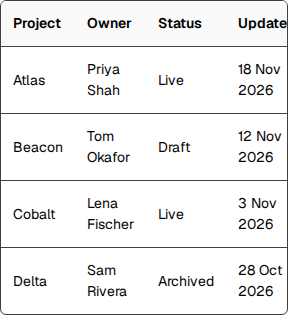 Project Owner Status Update
Atlas Priya Shah Live 18 Nov 2026
Beacon Tom Okafor Draft 12 Nov 2026
Cobalt Lena Fischer Live 3 Nov 2026
Delta Sam Rivera Archived 28 Oct 2026